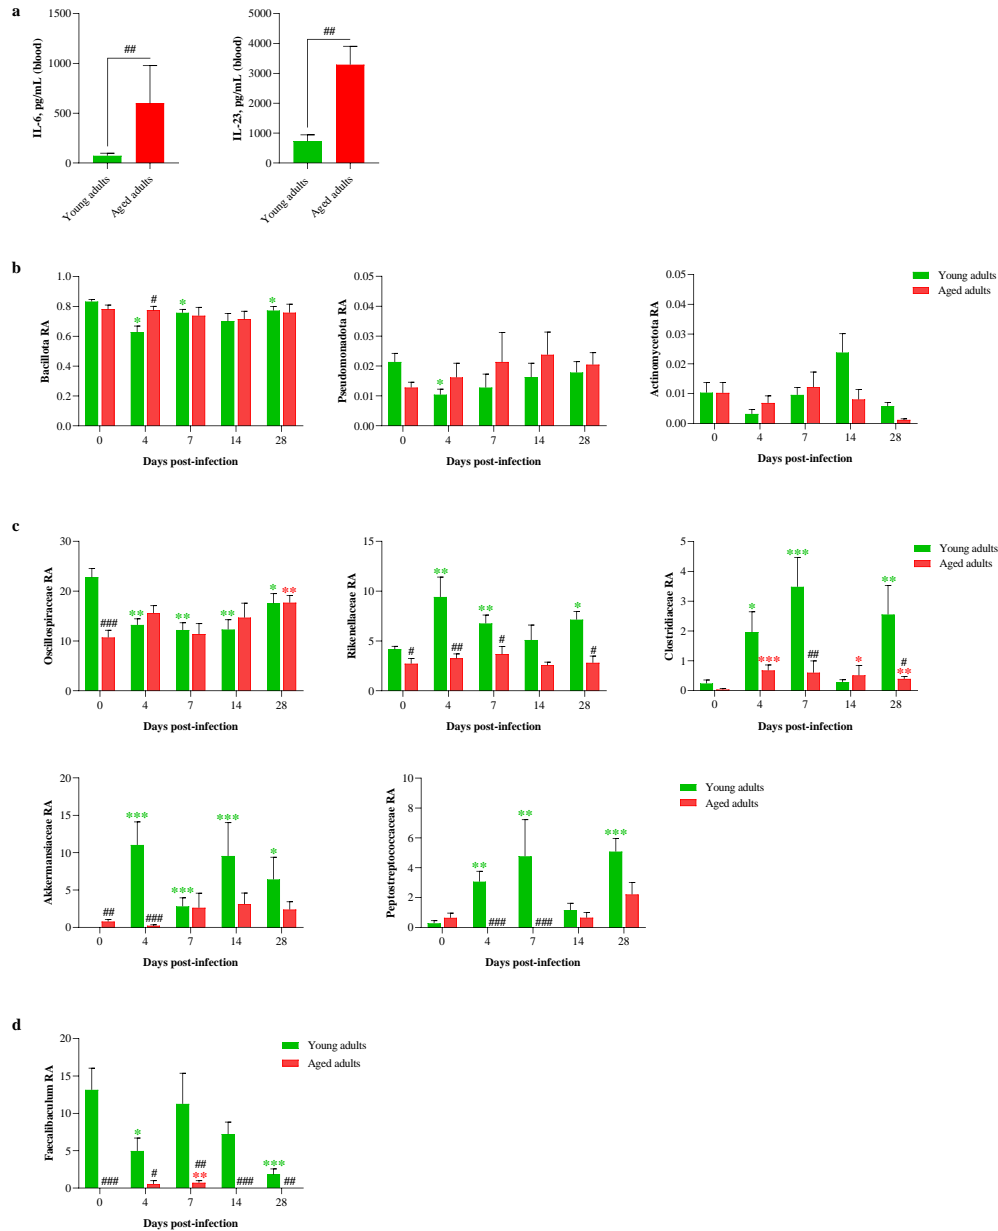 a
IL-6, pg/mL (blood)
1500
1000
500
0
##
Young adults
Aged adults
IL-23, pg/mL (blood)
5000
4000
3000
2000
1000
0
##
Young adults
Aged adults
b
Bacillota RA
1.0
0.8
0.6
0.4
0.2
0.0
* # * *
0 4 7 14 28
Days post-infection
Pseudomonadota RA
0.05
0.04
0.03
0.02
0.01
0.00
*
0 4 7 14 28
Days post-infection
Actinomycetota RA
0.05
0.04
0.03
0.02
0.01
0.00
0 4 7 14 28
Days post-infection
Young adults
Aged adults
c
Oscillospiraceae RA
30
20
10
0
### ** ** ** * **
0 4 7 14 28
Days post-infection
Rikenellaceae RA
15
10
5
0
# ** ## ** # * #
0 4 7 14 28
Days post-infection
Clostridiaceae RA
5
4
3
2
1
0
* *** *** ## * ** # **
0 4 7 14 28
Days post-infection
Young adults
Aged adults
Akkermansiaceae RA
20
15
10
5
0
## *** ### *** *** *
0 4 7 14 28
Days post-infection
Peptostreptococcaceae RA
10
8
6
4
2
0
** ### ** ### ***
0 4 7 14 28
Days post-infection
Young adults
Aged adults
d
Faecalibaculum RA
20
15
10
5
0
### * # ## ** ### *** ##
0 4 7 14 28
Days post-infection
Young adults
Aged adults